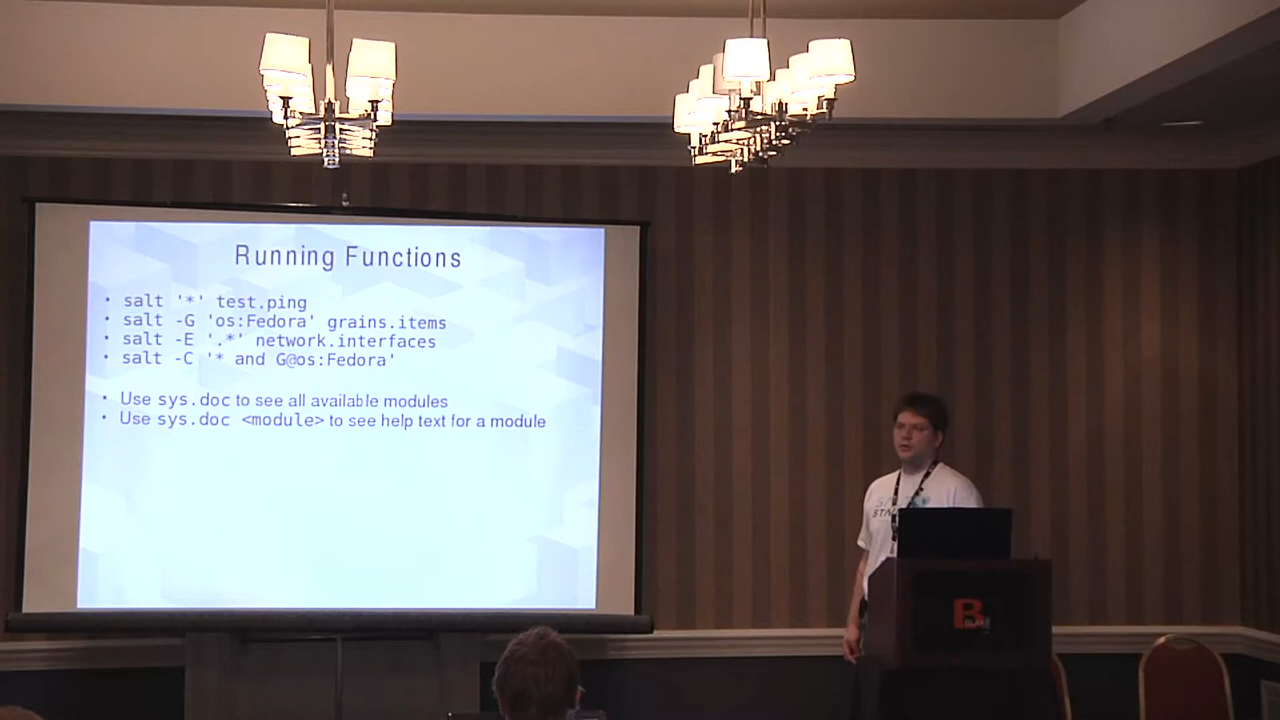 Running Functions
• salt '*' test.ping
• salt -G 'os:Fedora' grains.items
• salt -E '.*' network.interfaces
• salt -C '* and G@os:Fedora'
• Use sys.doc to see all available modules
• Use sys.doc <module> to see help text for a module